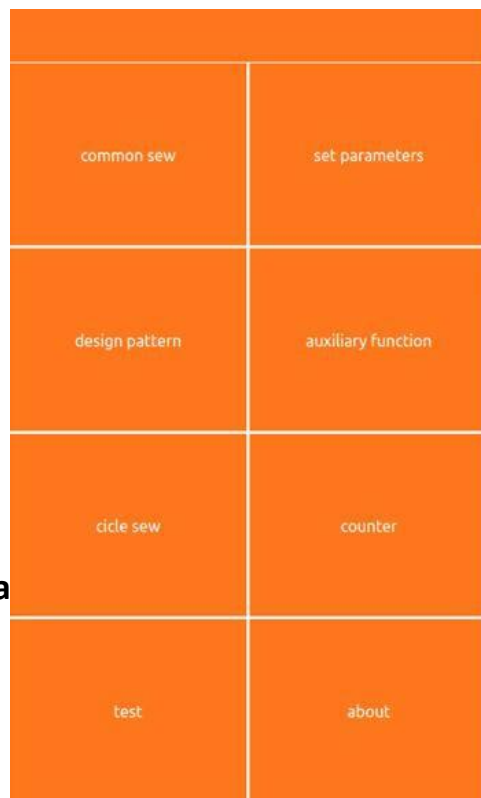 common sew
set parameters
design pattern
auxiliary function
cicle sew
counter
a
test
about